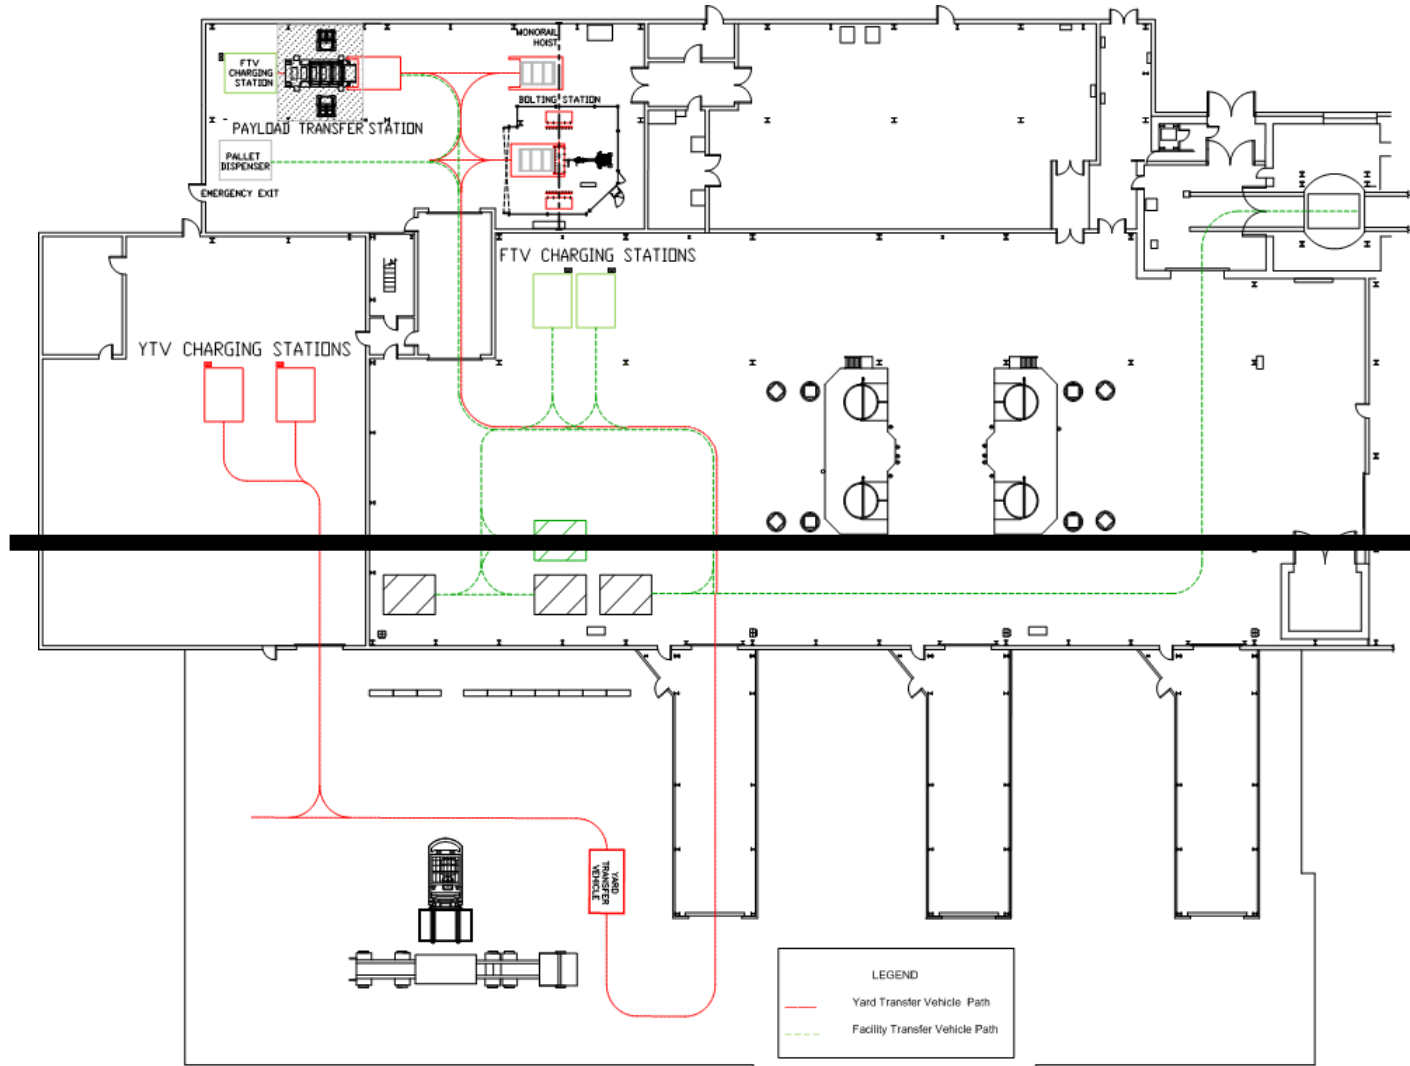 MONORAIL
HOIST
FTV
CHARGING
STATION
BOLTING STATION
PAYLOAD TRANSFER STATION
PALLET
DISPENSER
EMERGENCY EXIT
FTV CHARGING STATIONS
YTV CHARGING STATIONS
YARD
TRANSFER
VEHICLE
LEGEND
Yard Transfer Vehicle Path
Facility Transfer Vehicle Path